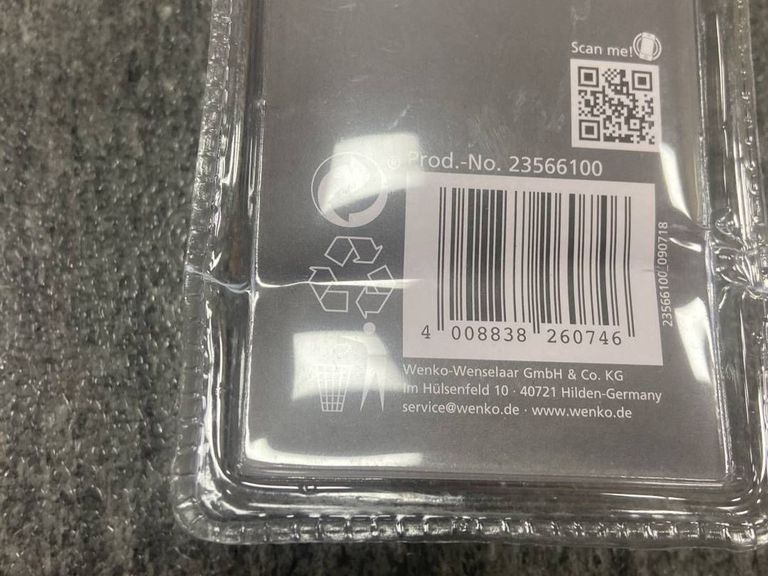 Scan me!
® Prod.-No. 23566100
23566100_090718
4 008838 260746
Wenko-Wenselaar GmbH & Co. KG
Im Hülsenfeld 10 · 40721 Hilden-Germany
service@wenko.de · www.wenko.de